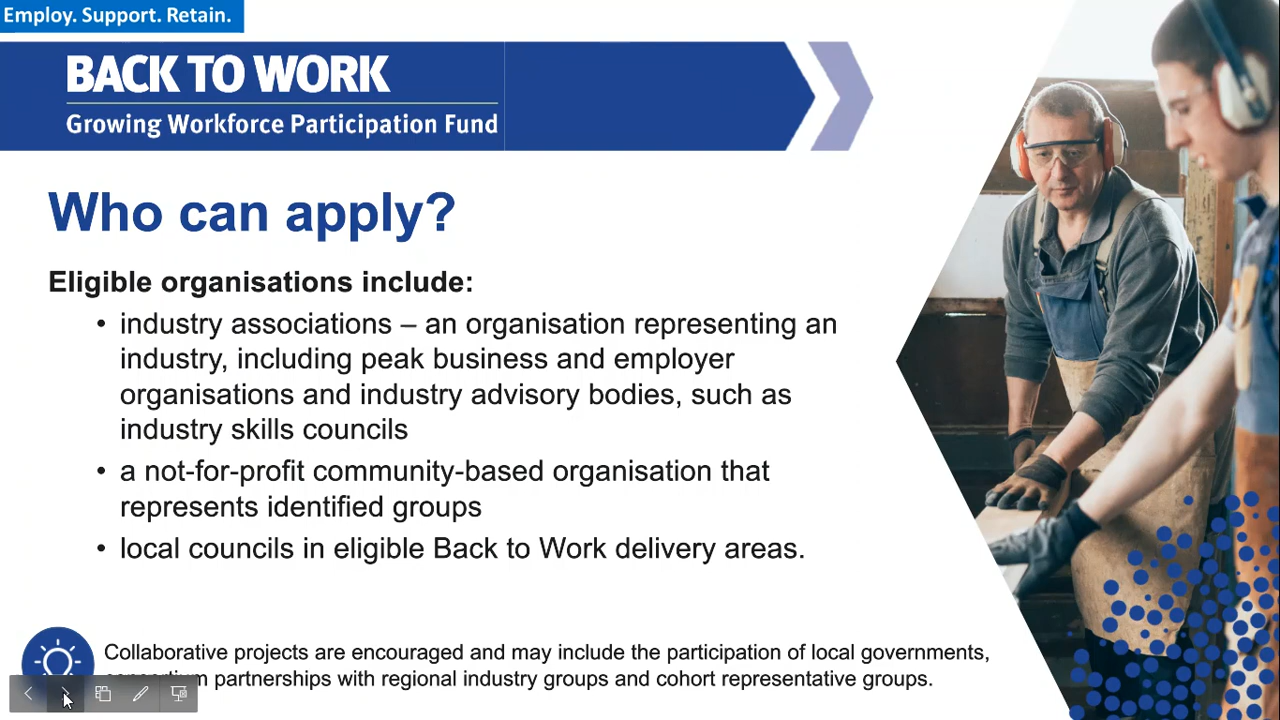 Employ. Support. Retain.
BACK TO WORK
Growing Workforce Participation Fund
Who can apply?
Eligible organisations include:
• industry associations – an organisation representing an
industry, including peak business and employer
organisations and industry advisory bodies, such as
industry skills councils
• a not-for-profit community-based organisation that
represents identified groups
• local councils in eligible Back to Work delivery areas.
Collaborative projects are encouraged and may include the participation of local governments,
partnerships with regional industry groups and cohort representative groups.